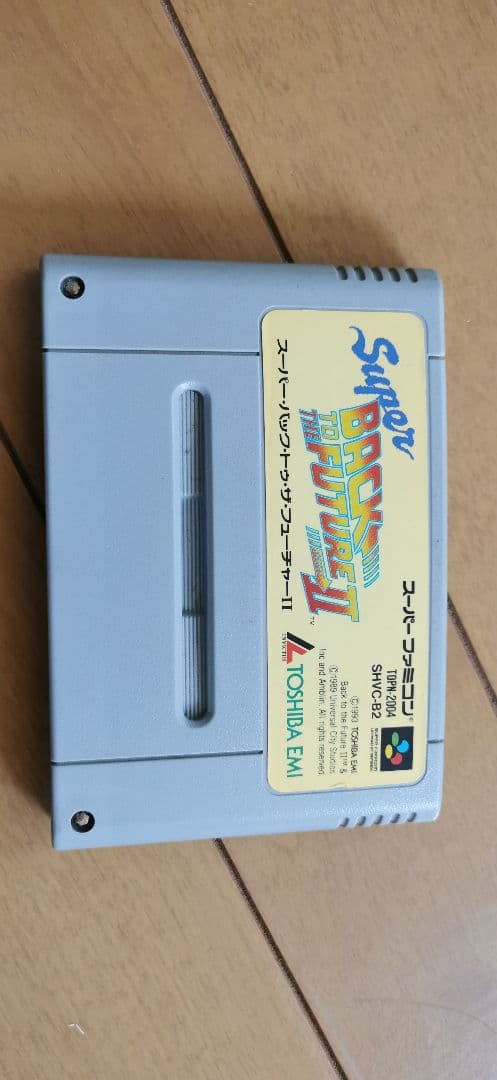 スーパーファミコン®
TOPN-2004
SHVC-B2
Super
BACK
TO THE FUTURE
PART II
TM
スーパー・バック・トゥ・ザ・フューチャーII
©1993 TOSHIBA EMI
Back to the Future II™ &
©1989 Universal City Studios,
Inc and Amblin. All rights reserved
TOSHIBA EMI